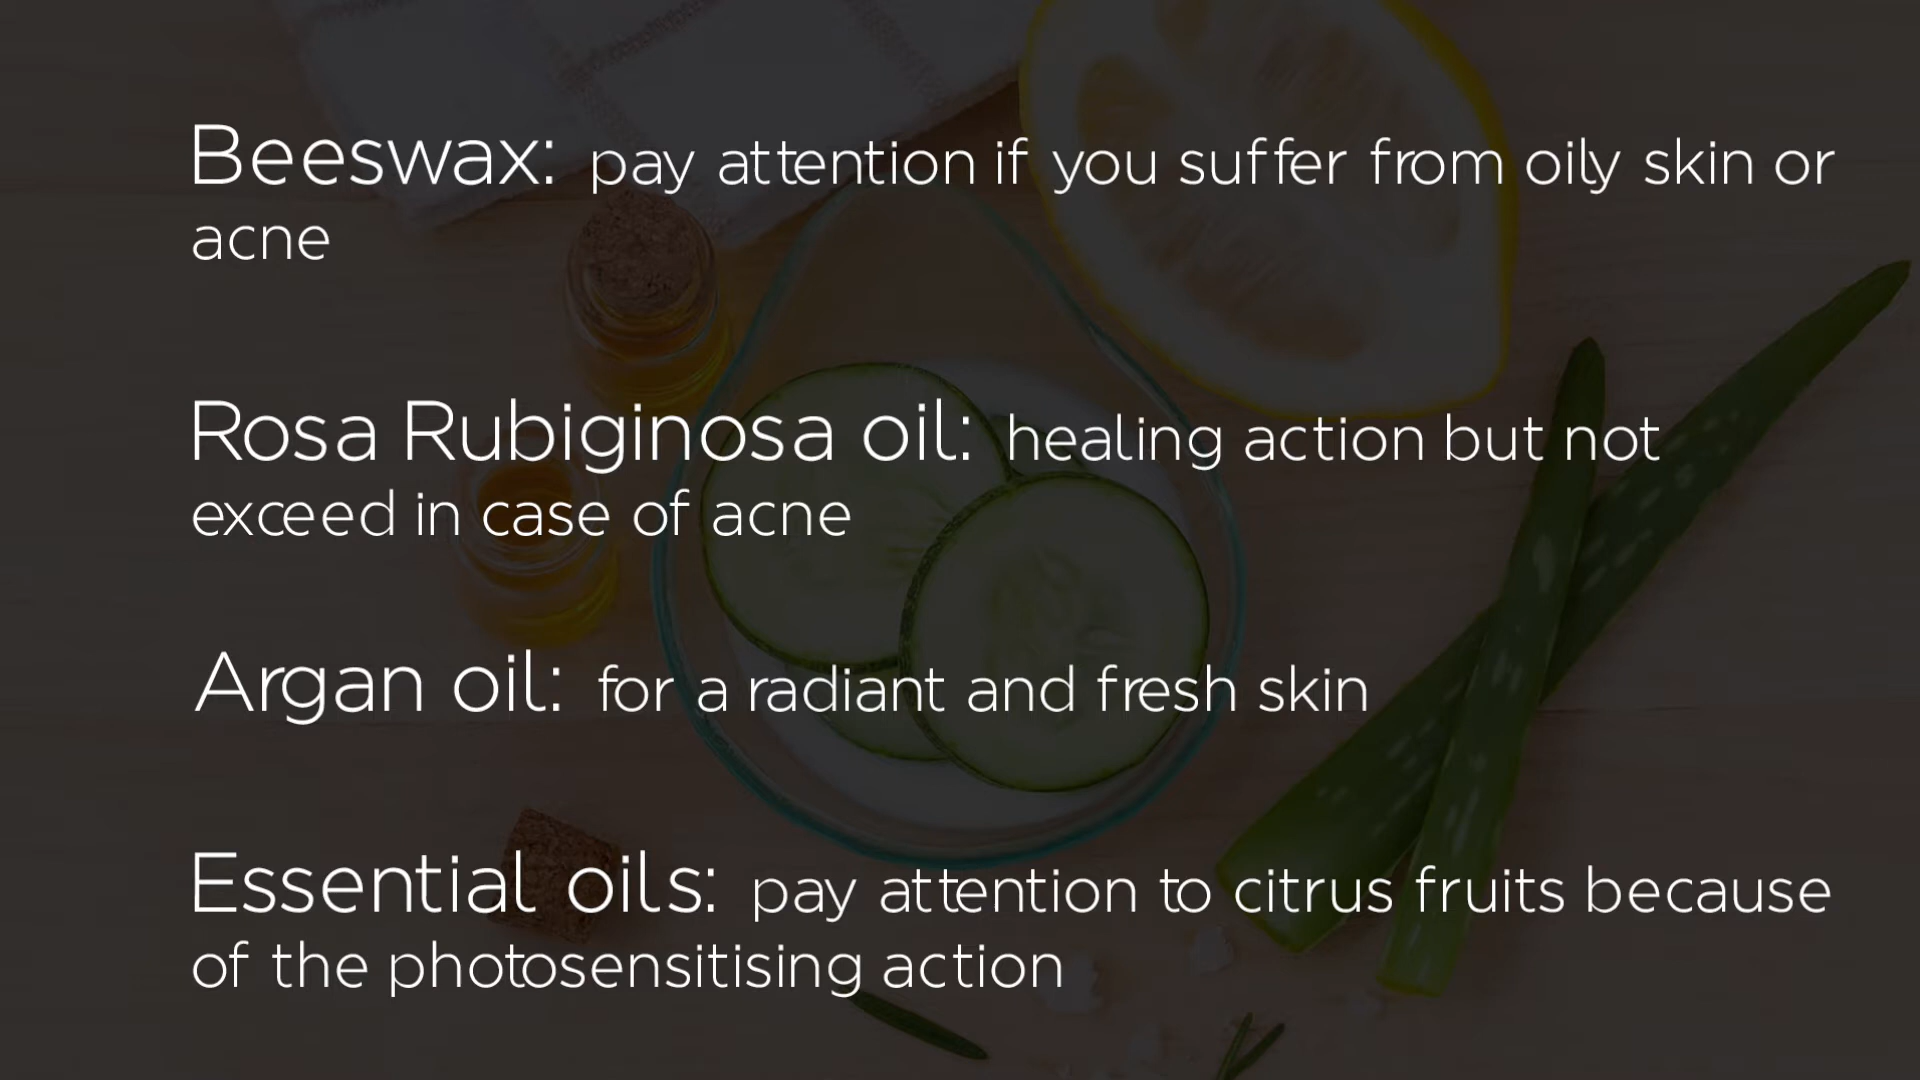 Beeswax: pay attention if you suffer from oily skin or
acne
Rosa Rubiginosa oil: healing action but not
exceed in case of acne
Argan oil: for a radiant and fresh skin
Essential oils: pay attention to citrus fruits because
of the photosensitising action